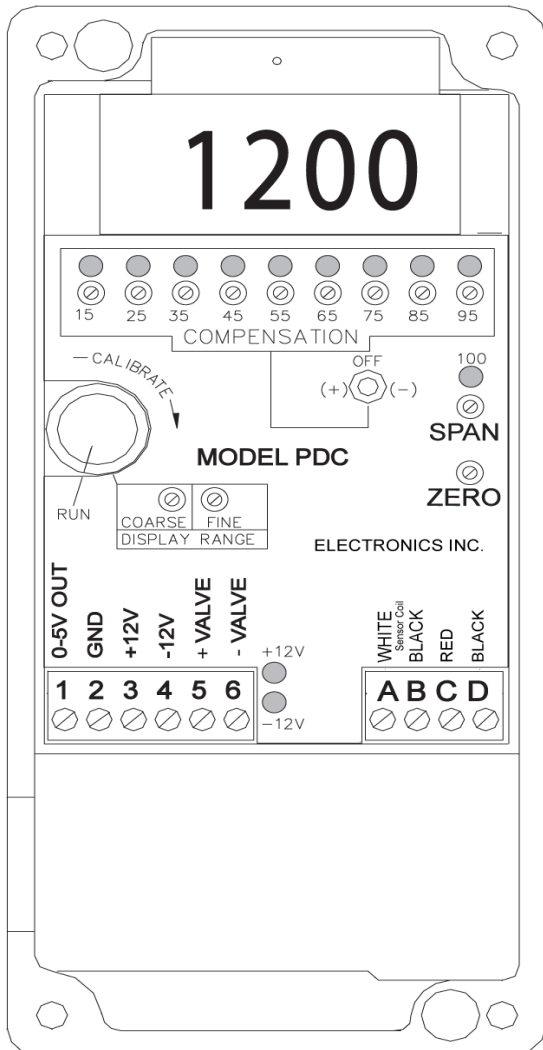 1200
15 25 35 45 55 65 75 85 95
COMPENSATION
CALIBRATE
OFF
(+) (-)
100
SPAN
MODEL PDC
ZERO
RUN
COARSE FINE
DISPLAY RANGE
ELECTRONICS INC.
0-5V OUT
GND
+12V
-12V
+ VALVE
- VALVE
+12V
-12V
WHITE
Sensor Coil
BLACK
RED
BLACK
1 2 3 4 5 6
A B C D